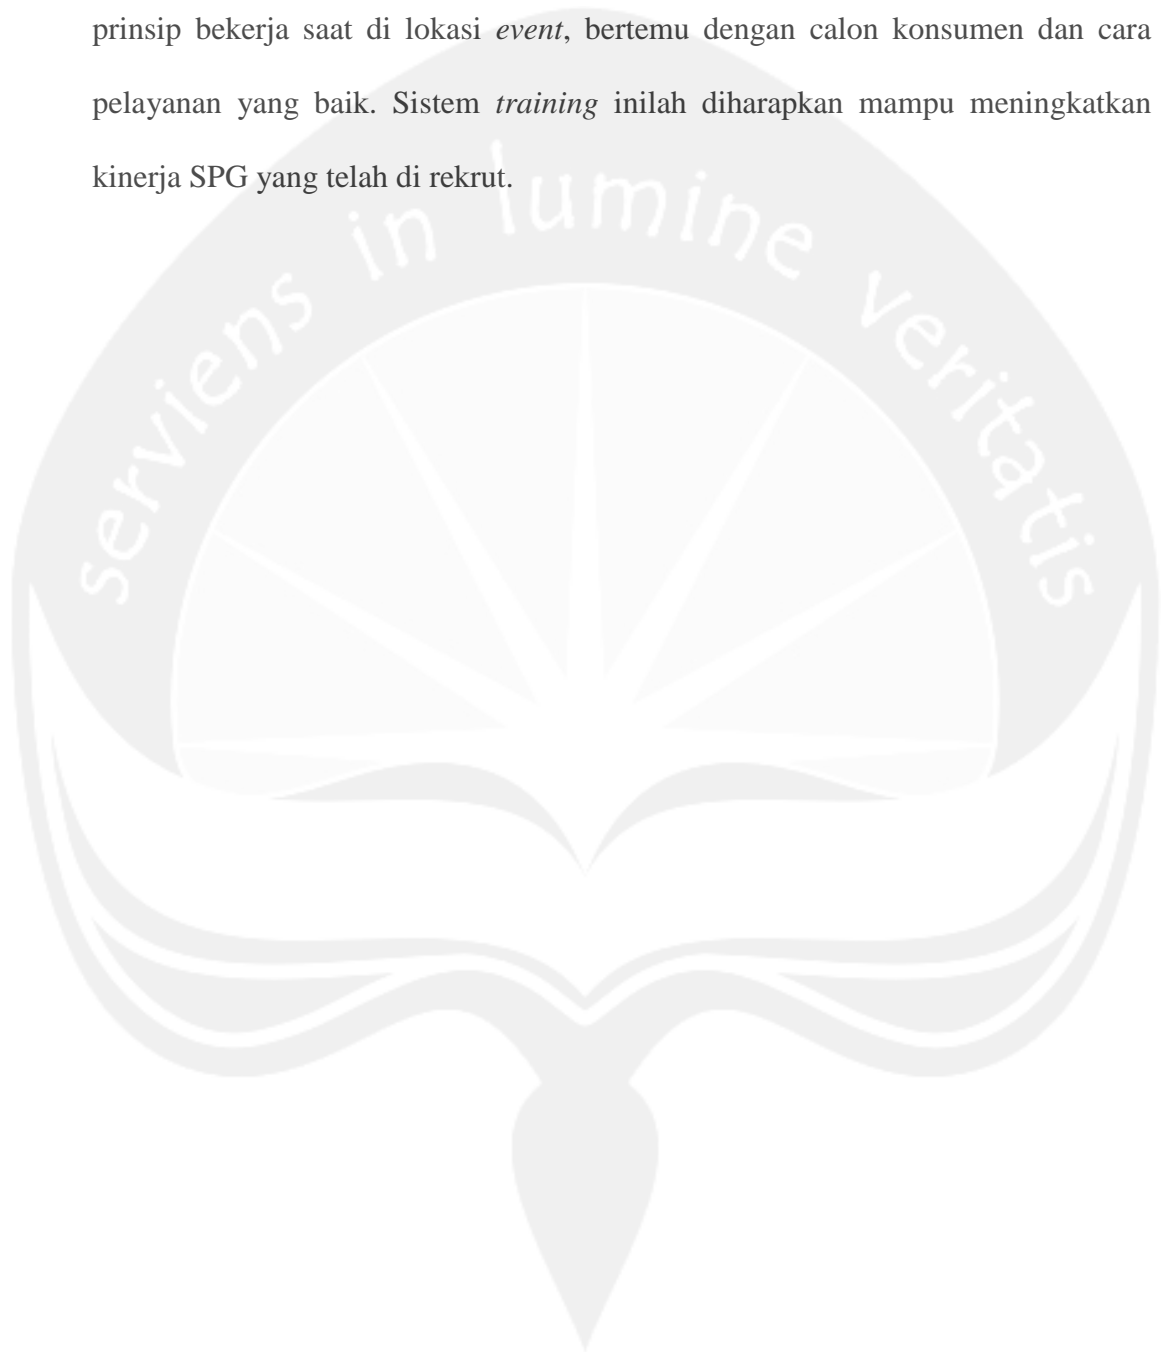 prinsip bekerja saat di lokasi event, bertemu dengan calon konsumen dan cara
pelayanan yang baik. Sistem training inilah diharapkan mampu meningkatkan
kinerja SPG yang telah di rekrut.
serviens in lumine veritatis